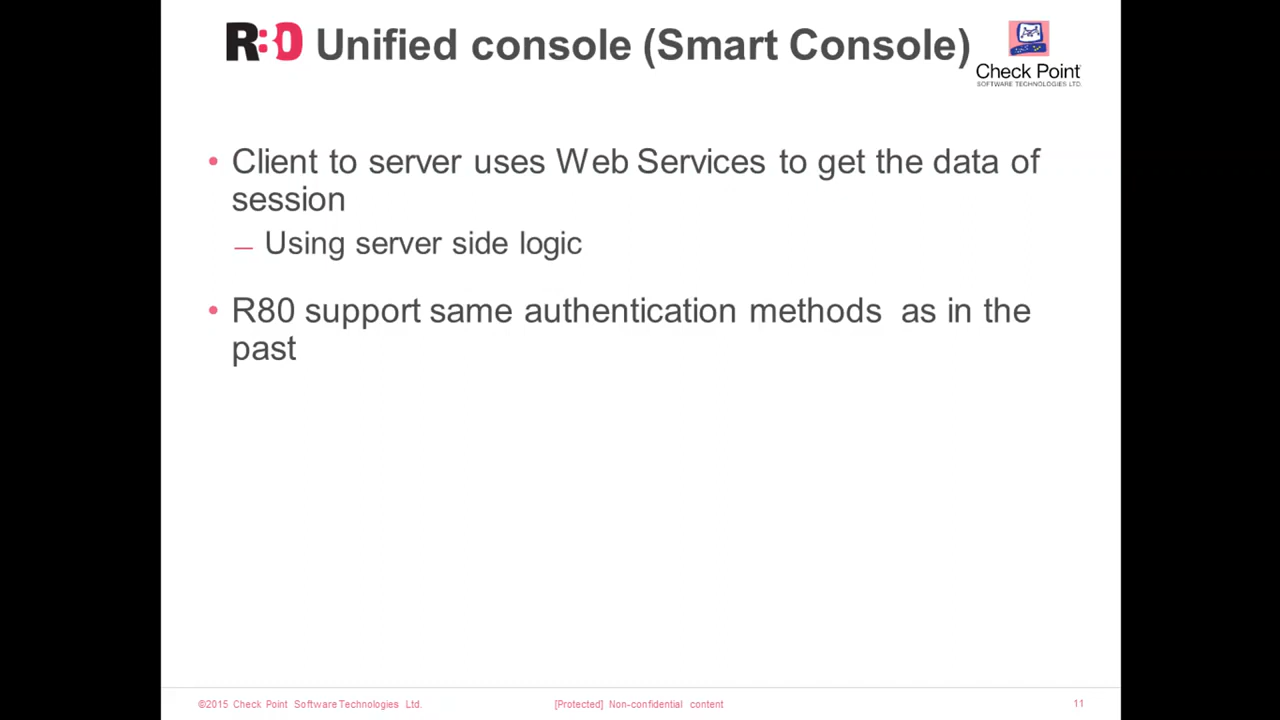 R80 Unified console (Smart Console)
Check Point
SOFTWARE TECHNOLOGIES LTD.
• Client to server uses Web Services to get the data of
session
— Using server side logic
• R80 support same authentication methods as in the
past
©2015 Check Point Software Technologies Ltd.
[Protected] Non-confidential content
11